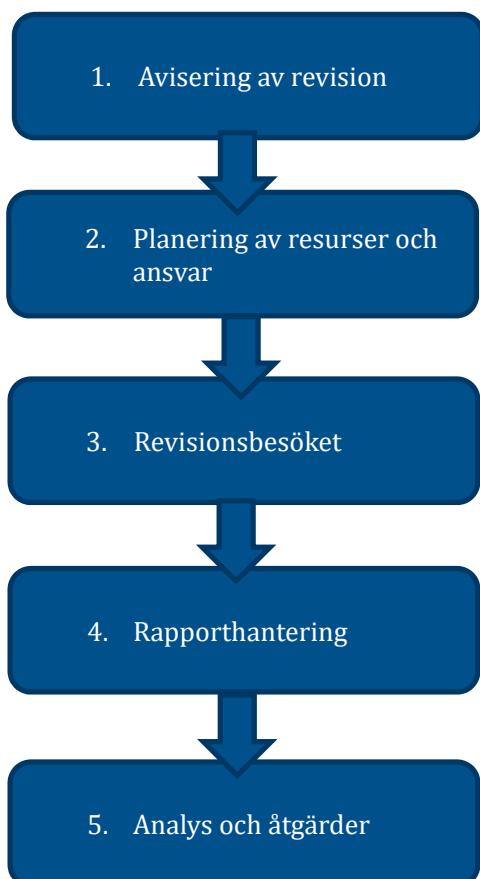 1. Avisering av revision
2. Planering av resurser och
ansvar
3. Revisionsbesöket
4. Rapporthantering
5. Analys och åtgärder